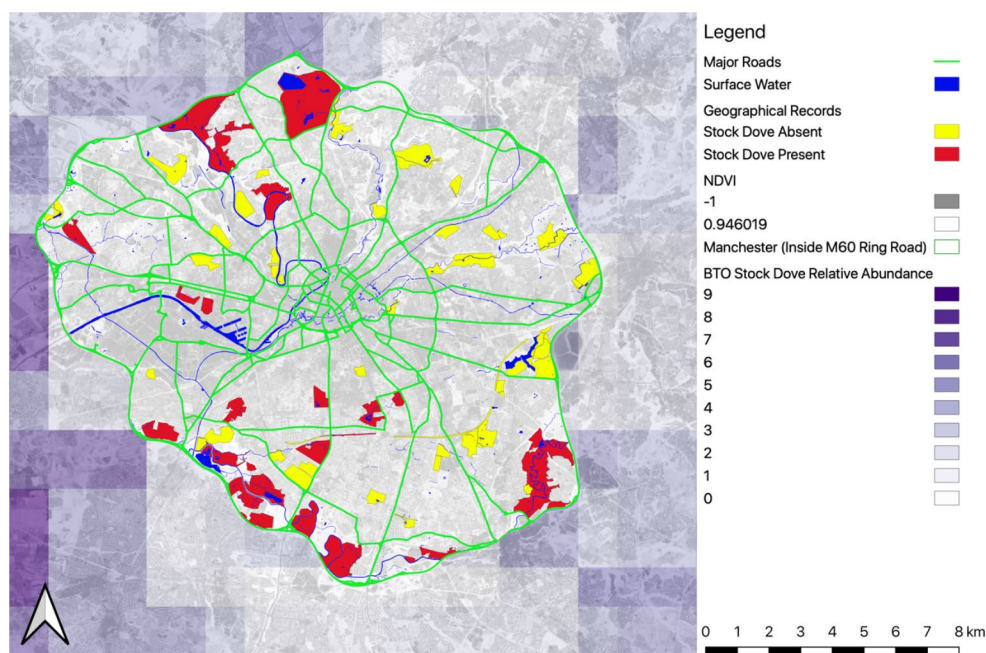 Legend
Major Roads
Surface Water
Geographical Records
Stock Dove Absent
Stock Dove Present
NDVI
-1
0.946019
Manchester (Inside M60 Ring Road)
BTO Stock Dove Relative Abundance
9
8
7
6
5
4
3
2
1
0
0 1 2 3 4 5 6 7 8 km